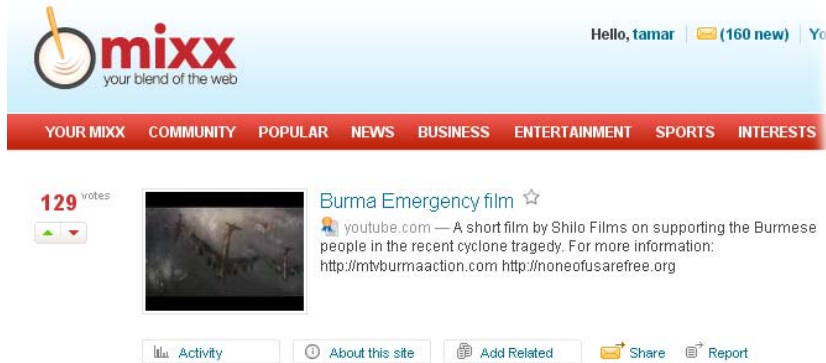 mixx
your blend of the web
Hello, tamar (160 new) Yo
YOUR MIXX COMMUNITY POPULAR NEWS BUSINESS ENTERTAINMENT SPORTS INTERESTS
129 votes
Burma Emergency film
youtube.com — A short film by Shilo Films on supporting the Burmese
people in the recent cyclone tragedy. For more information:
http://mtvburmaaction.com http://noneofusarefree.org
Activity About this site Add Related Share Report